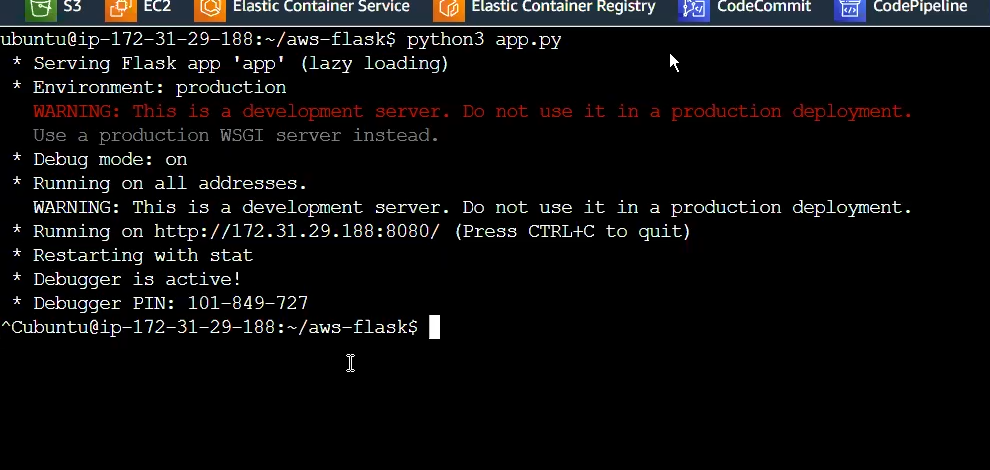 S3 EC2 Elastic Container Service Elastic Container Registry CodeCommit CodePipeline
ubuntu@ip-172-31-29-188:~/aws-flask$ python3 app.py
* Serving Flask app 'app' (lazy loading)
* Environment: production
WARNING: This is a development server. Do not use it in a production deployment.
Use a production WSGI server instead.
* Debug mode: on
* Running on all addresses.
WARNING: This is a development server. Do not use it in a production deployment.
* Running on http://172.31.29.188:8080/ (Press CTRL+C to quit)
* Restarting with stat
* Debugger is active!
* Debugger PIN: 101-849-727
^Cubuntu@ip-172-31-29-188:~/aws-flask$